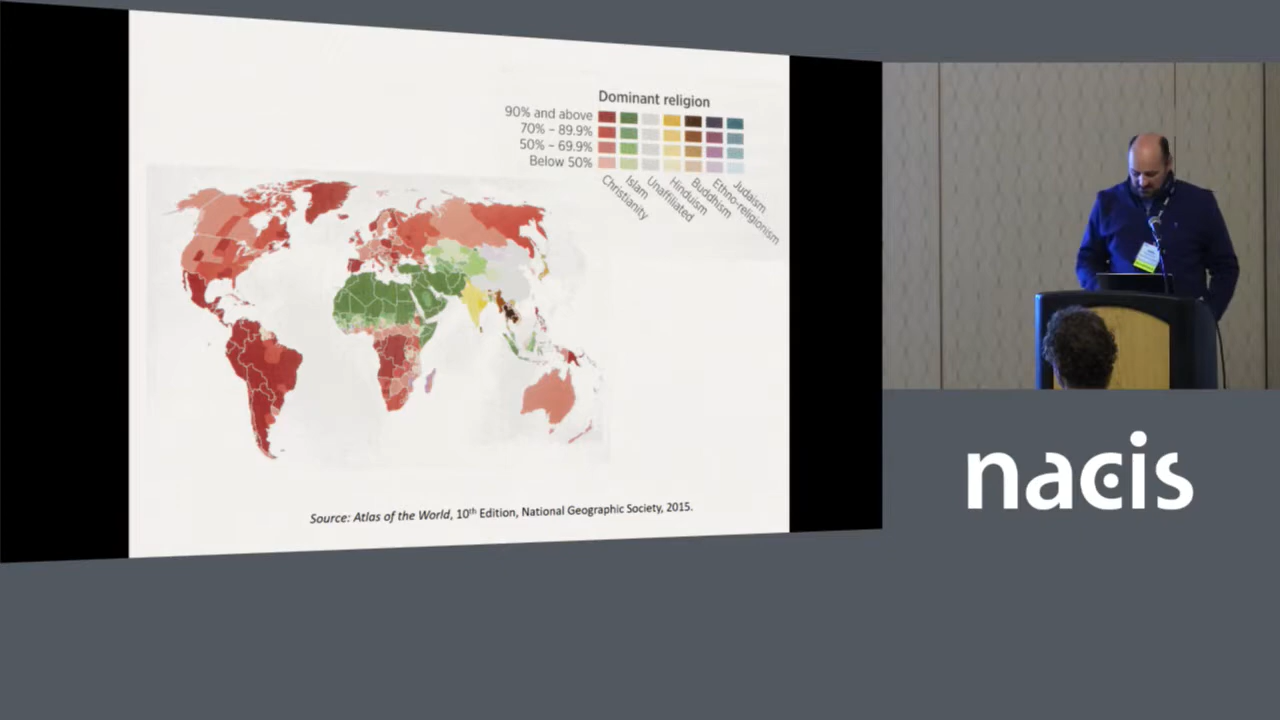 Dominant religion
90% and above
70% – 89.9%
50% – 69.9%
Below 50%
Christianity
Islam
Unaffiliated
Hinduism
Buddhism
Ethno-religionism
Judaism
Source: Atlas of the World, 10th Edition, National Geographic Society, 2015.
nacis